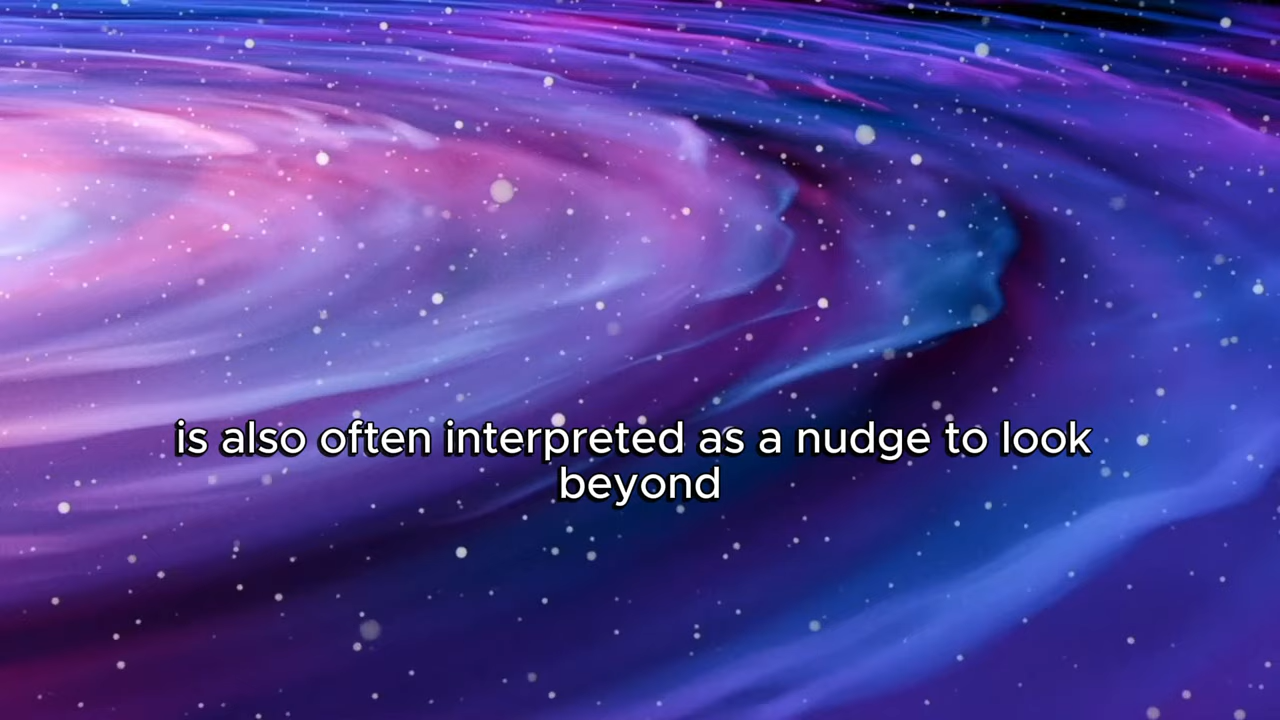 is also often interpreted as a nudge to look
beyond